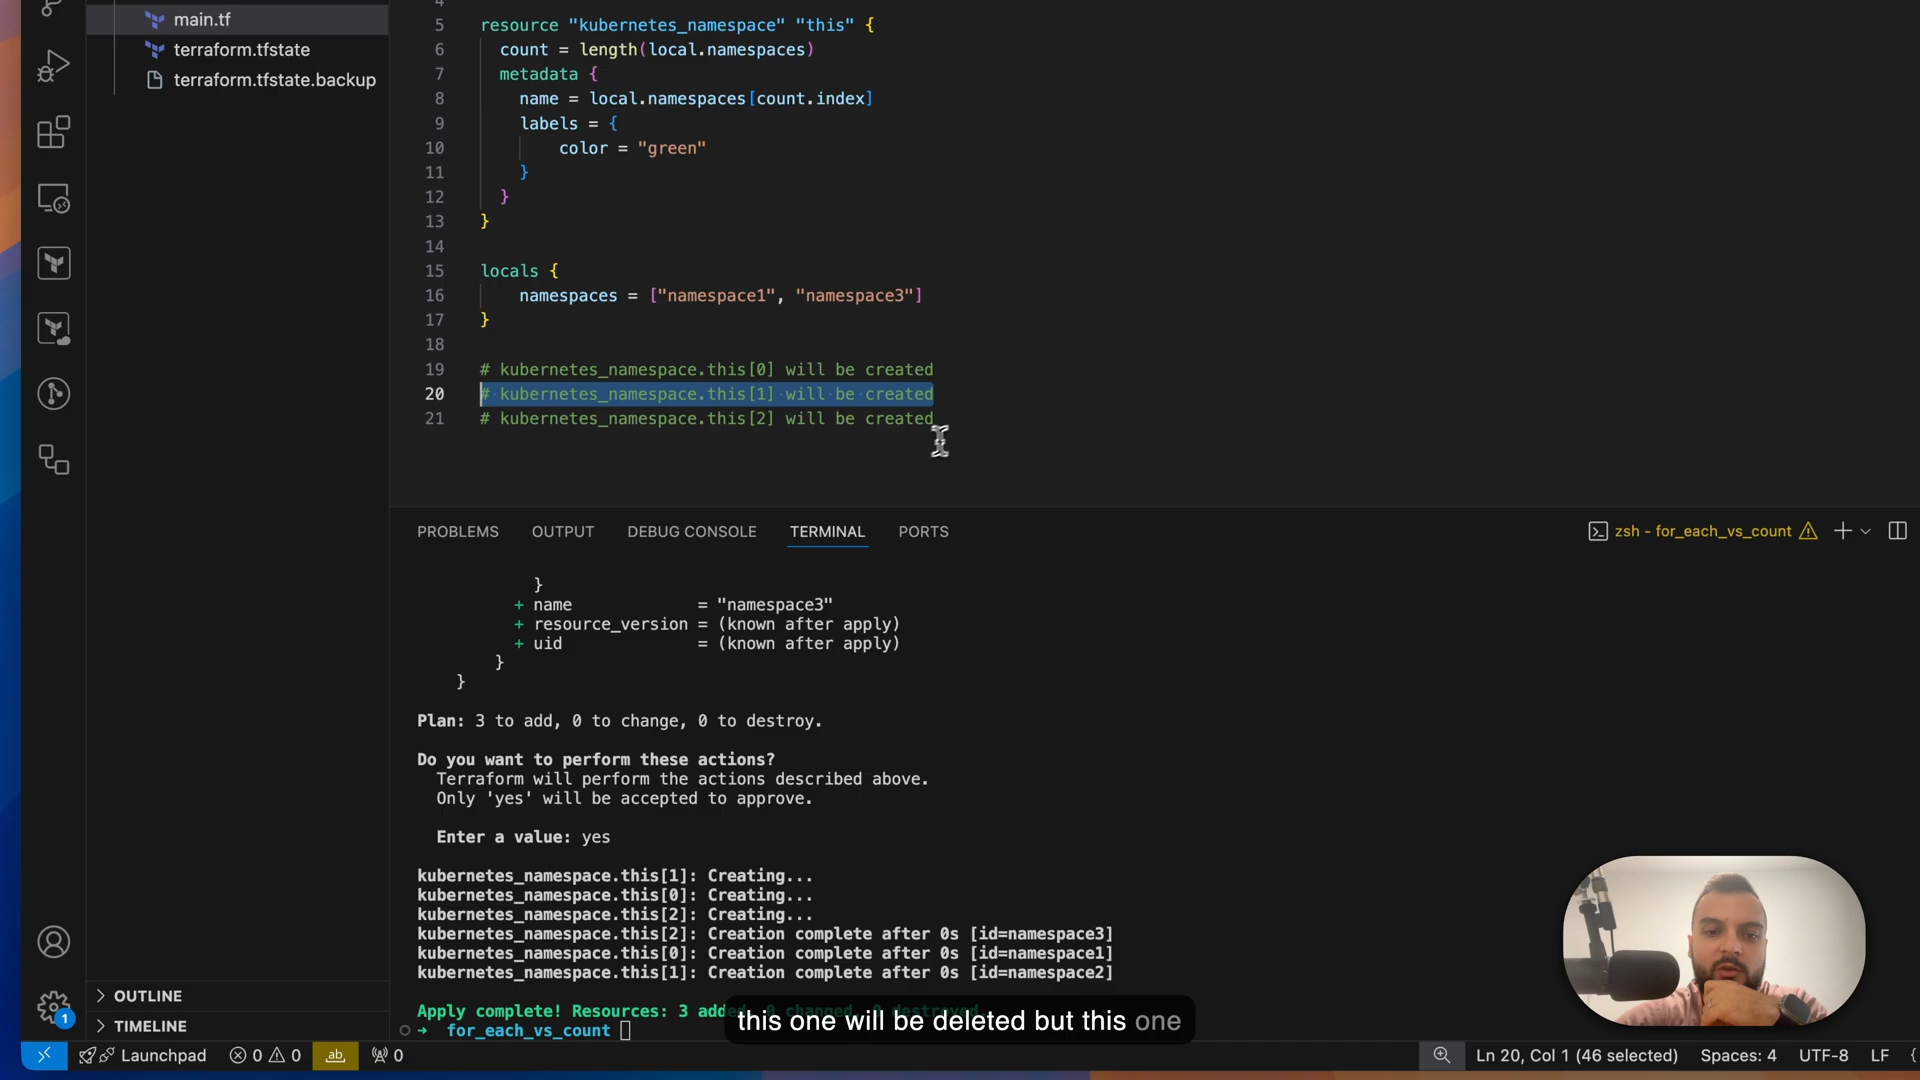 main.tf
terraform.tfstate
terraform.tfstate.backup
4
5 resource "kubernetes_namespace" "this" {
6 count = length(local.namespaces)
7 metadata {
8 name = local.namespaces[count.index]
9 labels = {
10 color = "green"
11 }
12 }
13 }
14
15 locals {
16 namespaces = ["namespace1", "namespace3"]
17 }
18
19 # kubernetes_namespace.this[0] will be created
20 # kubernetes_namespace.this[1] will be created
21 # kubernetes_namespace.this[2] will be created
PROBLEMS OUTPUT DEBUG CONSOLE TERMINAL PORTS
zsh - for_each_vs_count
}
+ name = "namespace3"
+ resource_version = (known after apply)
+ uid = (known after apply)
}
}
Plan: 3 to add, 0 to change, 0 to destroy.
Do you want to perform these actions?
Terraform will perform the actions described above.
Only 'yes' will be accepted to approve.
Enter a value: yes
kubernetes_namespace.this[1]: Creating...
kubernetes_namespace.this[0]: Creating...
kubernetes_namespace.this[2]: Creating...
kubernetes_namespace.this[2]: Creation complete after 0s [id=namespace3]
kubernetes_namespace.this[0]: Creation complete after 0s [id=namespace1]
kubernetes_namespace.this[1]: Creation complete after 0s [id=namespace2]
Apply complete! Resources: 3 added, 0 changed, 0 destroyed.
→ for_each_vs_count
this one will be deleted but this one
OUTLINE
TIMELINE
1
Launchpad 0 0 ab, 0 Ln 20, Col 1 (46 selected) Spaces: 4 UTF-8 LF {